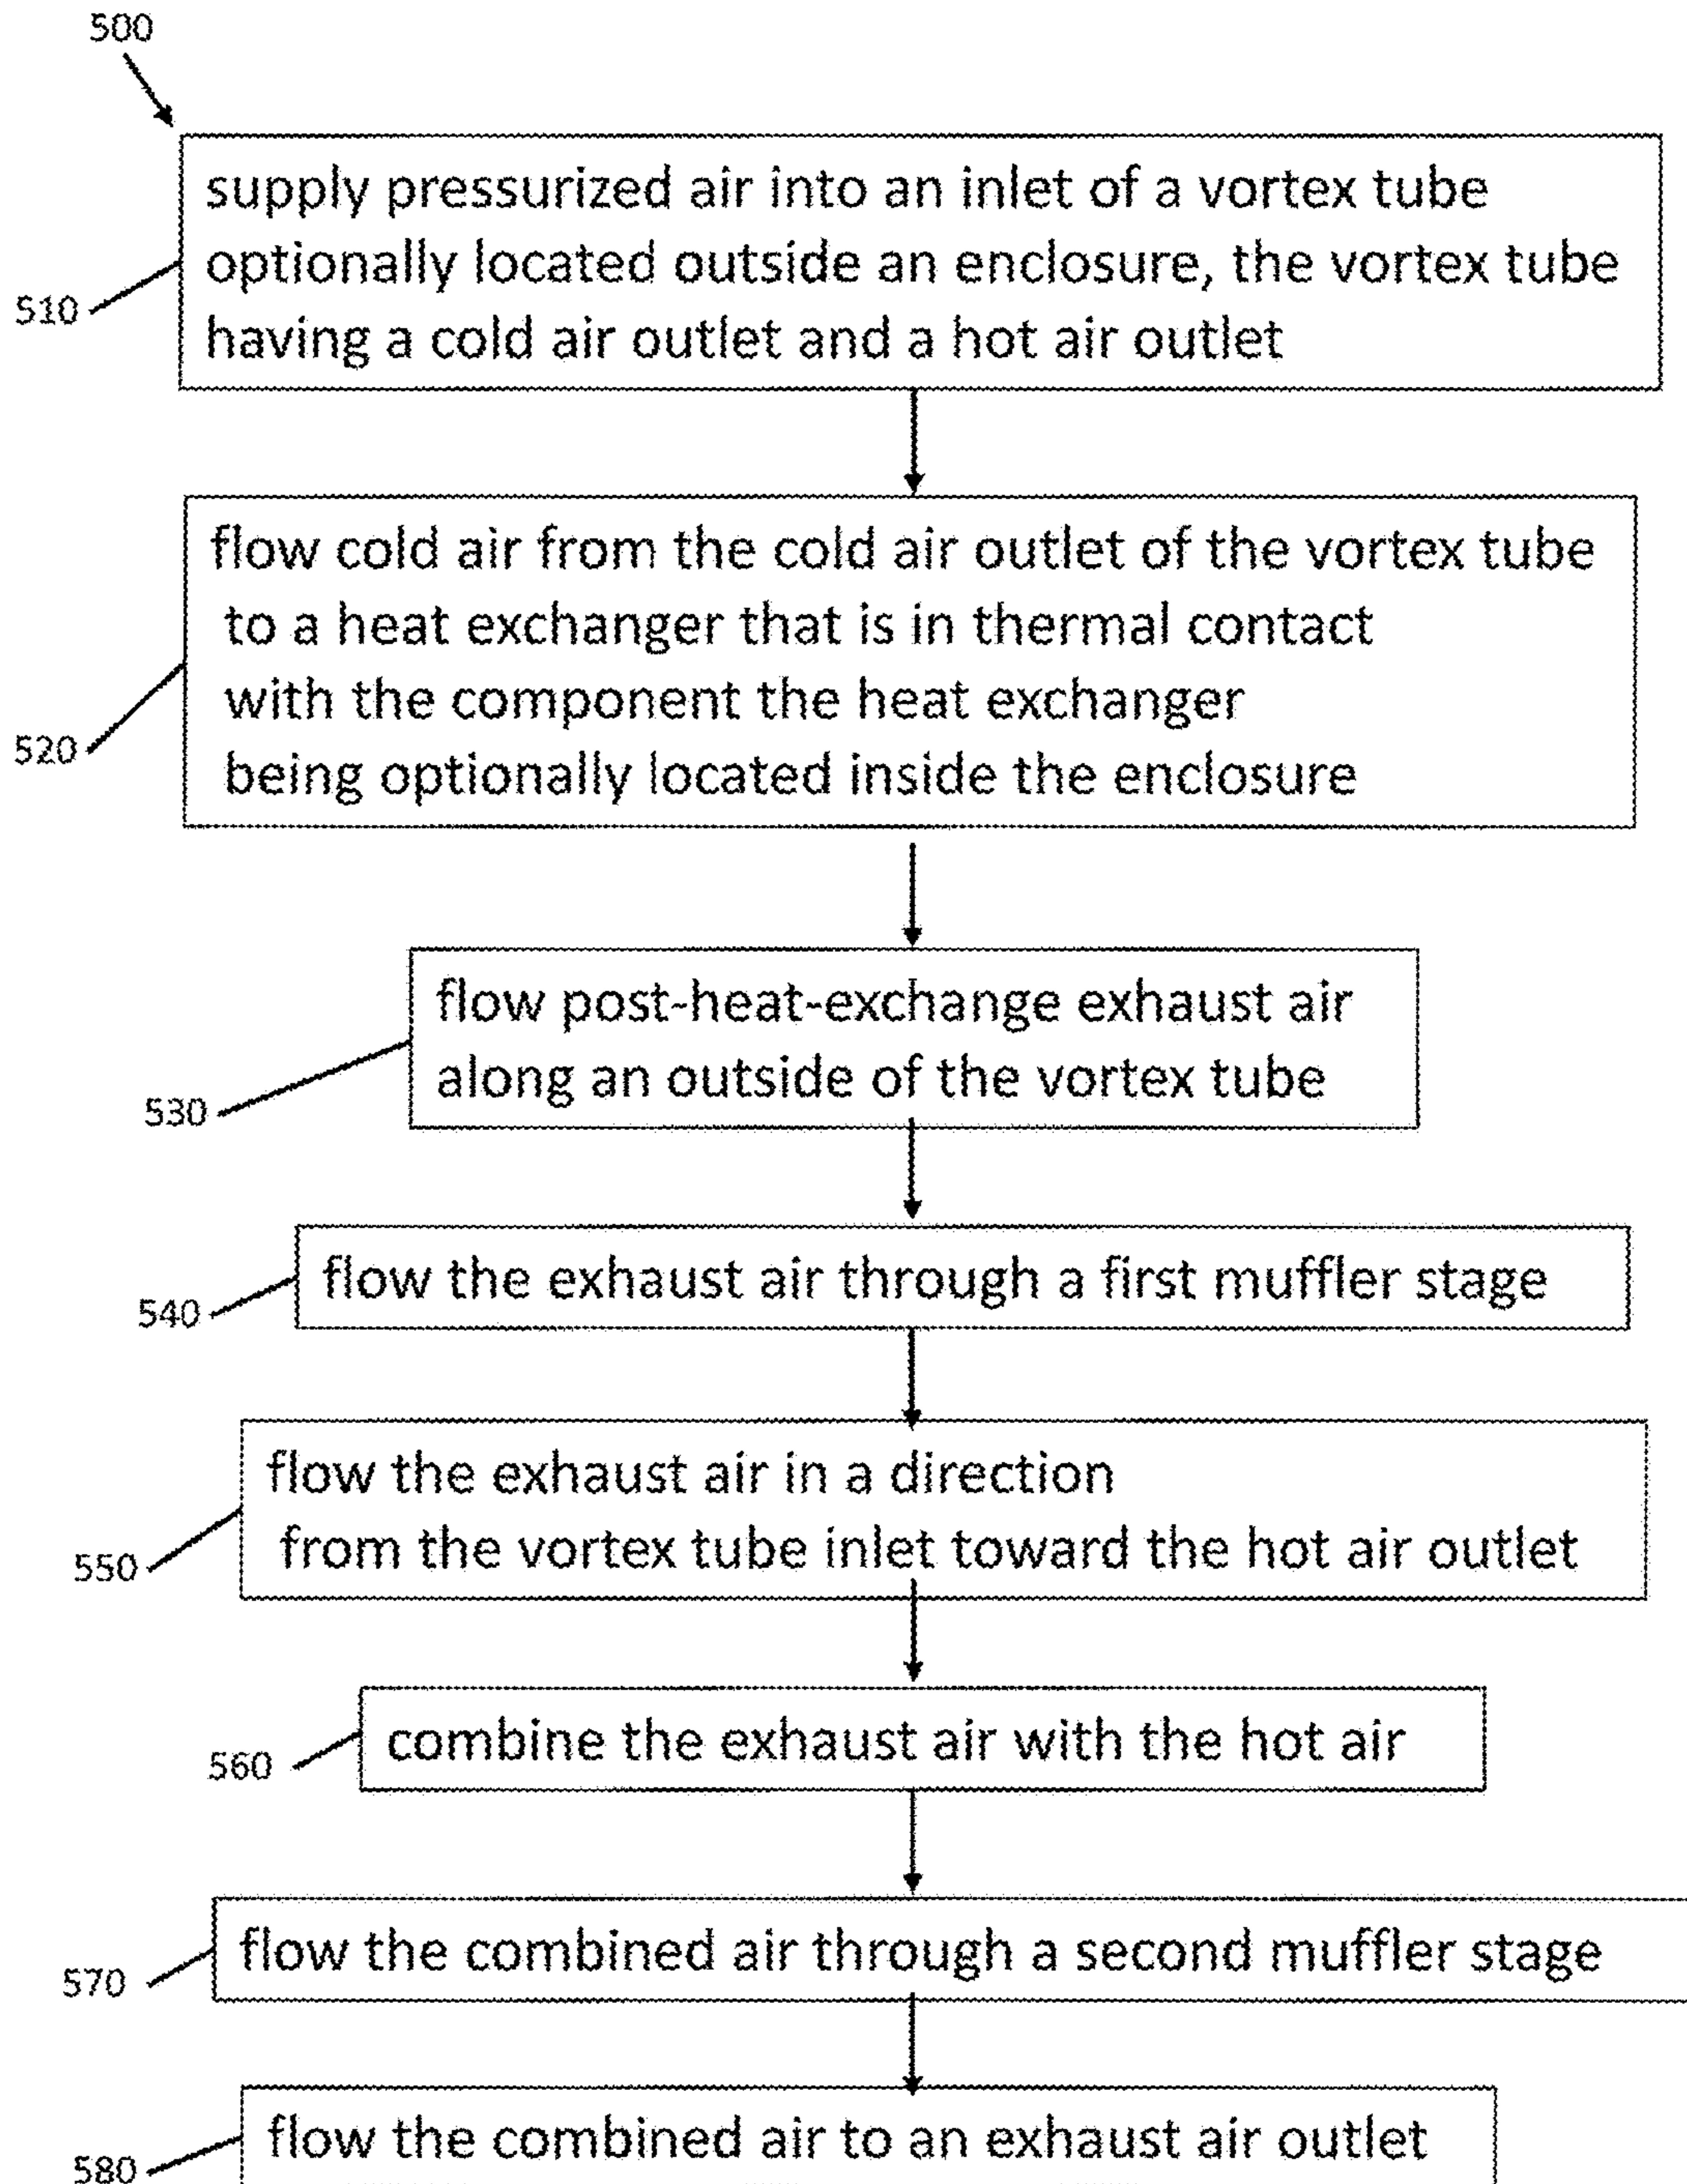 500
supply pressurized air into an inlet of a vortex tube
optionally located outside an enclosure, the vortex tube
having a cold air outlet and a hot air outlet
510
flow cold air from the cold air outlet of the vortex tube
to a heat exchanger that is in thermal contact
with the component the heat exchanger
being optionally located inside the enclosure
520
flow post-heat-exchange exhaust air
along an outside of the vortex tube
530
flow the exhaust air through a first muffler stage
540
flow the exhaust air in a direction
from the vortex tube inlet toward the hot air outlet
550
combine the exhaust air with the hot air
560
flow the combined air through a second muffler stage
570
flow the combined air to an exhaust air outlet
580